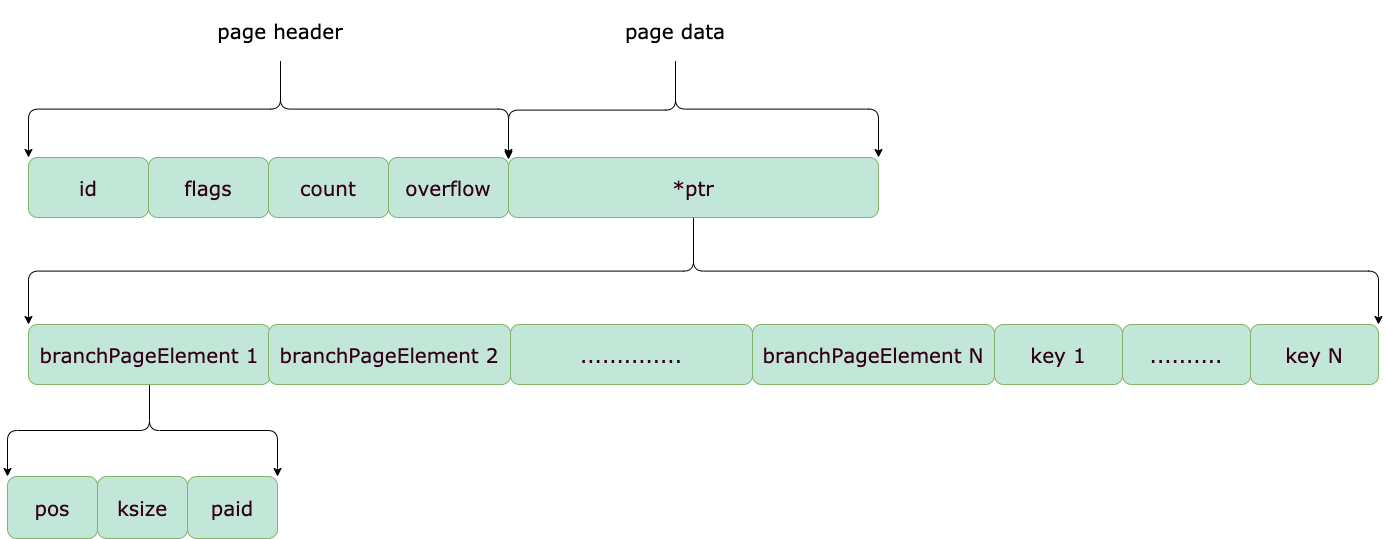 page header
page data
id
flags
count
overflow
*ptr
branchPageElement 1
branchPageElement 2
..............
branchPageElement N
key 1
..........
key N
pos
ksize
paid